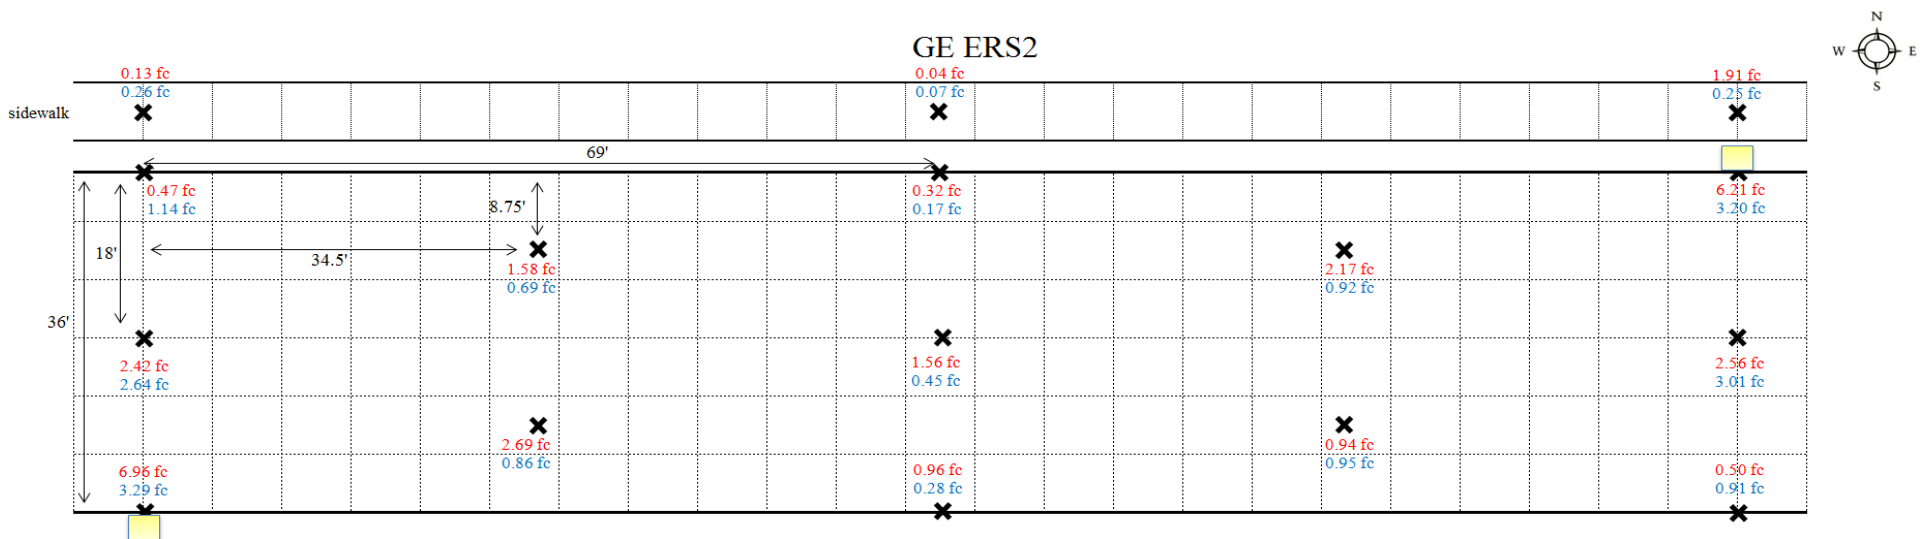 N
W E
S
GE ERS2
0.13 fc
0.26 fc
0.04 fc
0.07 fc
1.91 fc
0.25 fc
sidewalk
69'
0.47 fc
1.14 fc
8.75'
0.32 fc
0.17 fc
6.21 fc
3.20 fc
18'
34.5'
1.58 fc
0.69 fc
2.17 fc
0.92 fc
36'
2.42 fc
2.64 fc
1.56 fc
0.45 fc
2.56 fc
3.01 fc
2.69 fc
0.86 fc
0.94 fc
0.95 fc
6.96 fc
3.29 fc
0.96 fc
0.28 fc
0.50 fc
0.91 fc